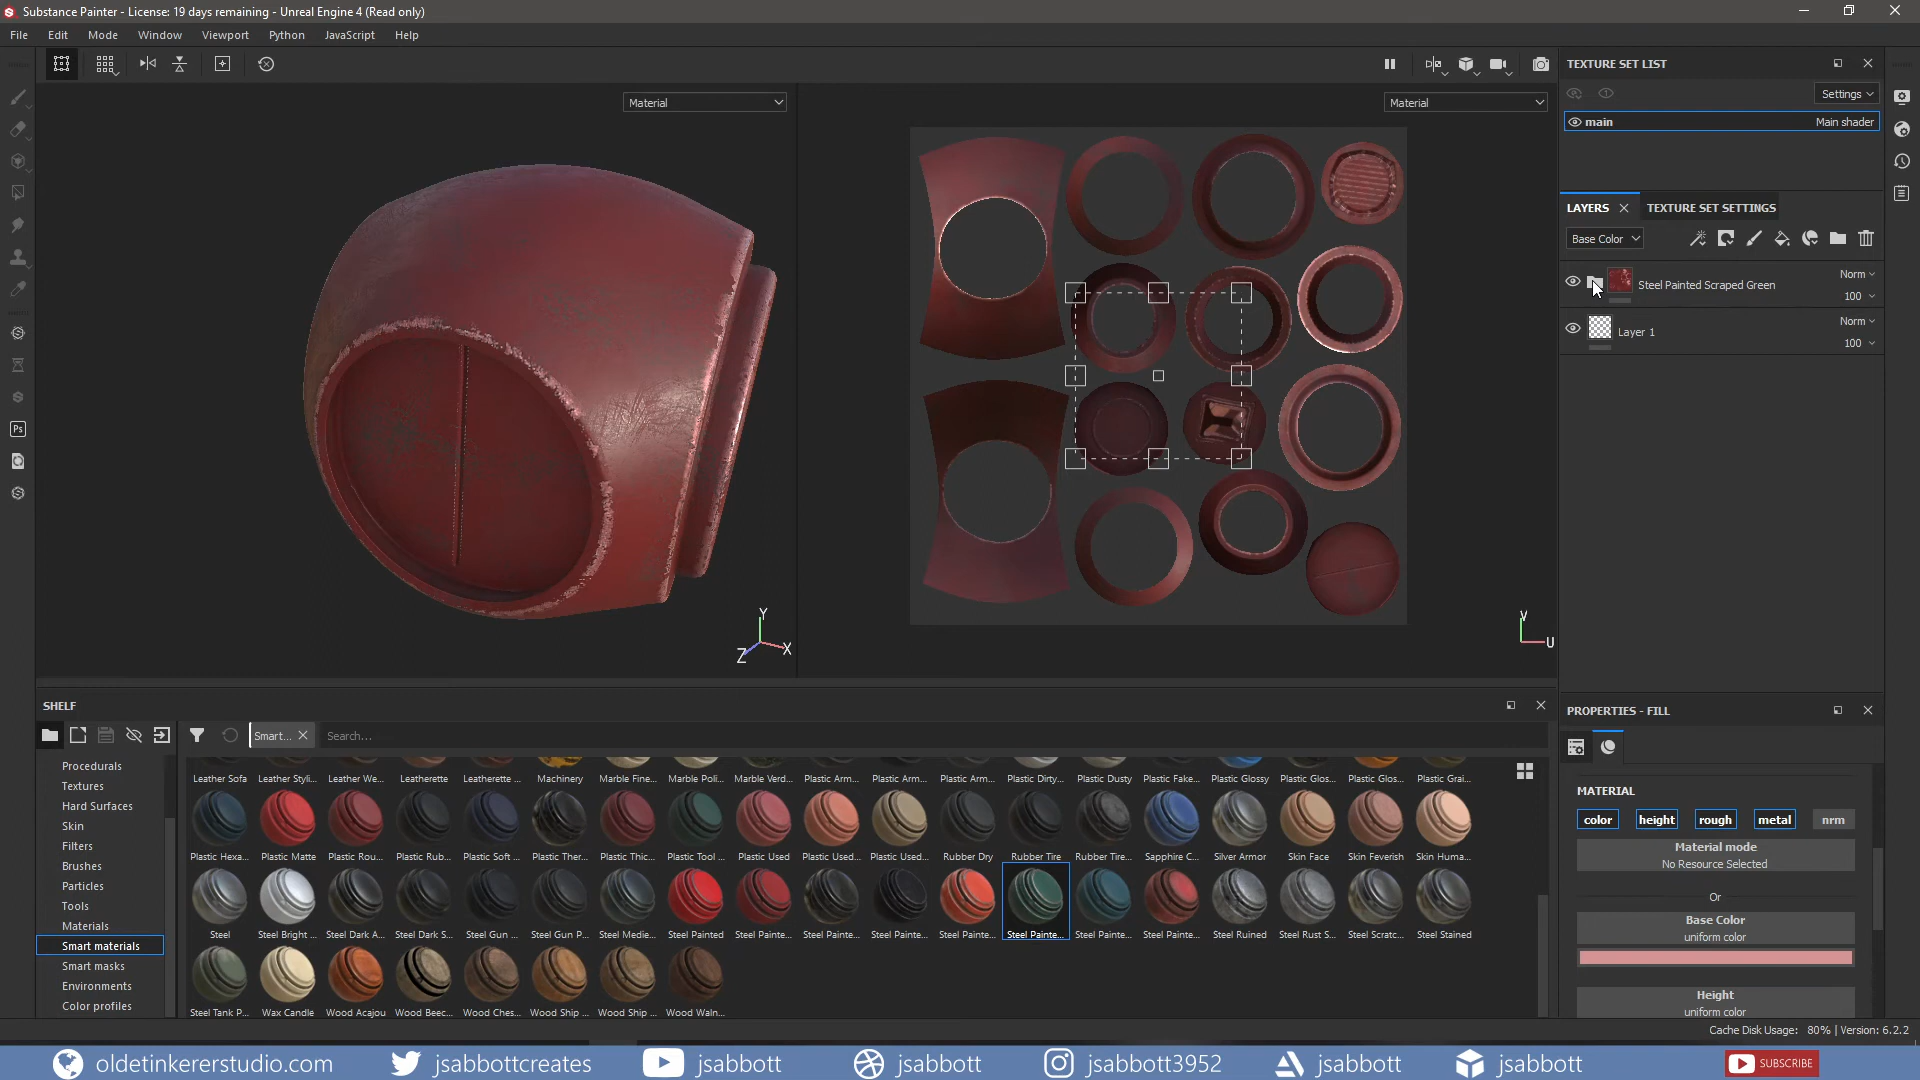 Substance Painter - License: 19 days remaining - Unreal Engine 4 (Read only)
File Edit Mode Window Viewport Python JavaScript Help
Material
Material
TEXTURE SET LIST
Settings
main Main shader
LAYERS TEXTURE SET SETTINGS
Base Color
Norm
Steel Painted Scraped Green
100
Norm
Layer 1
100
Y
X
Z
V
U
SHELF
Smart...
Search...
Procedurals
Textures
Hard Surfaces
Skin
Filters
Brushes
Particles
Tools
Materials
Smart materials
Smart masks
Environments
Color profiles
Leather Sofa Leather Styli... Leather We... Leatherette Leatherette ... Machinery Marble Fine... Marble Poli... Marble Verd... Plastic Arm... Plastic Arm... Plastic Arm... Plastic Dirty... Plastic Dusty Plastic Fake... Plastic Glossy Plastic Glos... Plastic Glos... Plastic Grai...
Plastic Hexa... Plastic Matte Plastic Rou... Plastic Rub... Plastic Soft ... Plastic Ther... Plastic Thic... Plastic Tool ... Plastic Used Plastic Used... Plastic Used... Rubber Dry Rubber Tire Rubber Tire... Sapphire C... Silver Armor Skin Face Skin Feverish Skin Huma...
Steel Steel Bright ... Steel Dark A... Steel Dark S... Steel Gun ... Steel Gun P... Steel Medie... Steel Painted Steel Painte... Steel Painte... Steel Painte... Steel Painte... Steel Painte... Steel Painte... Steel Painte... Steel Ruined Steel Rust S... Steel Scratc... Steel Stained
Steel Tank P... Wax Candle Wood Acajou Wood Beec... Wood Ches... Wood Ship ... Wood Ship ... Wood Waln...
PROPERTIES - FILL
MATERIAL
color height rough metal nrm
Material mode
No Resource Selected
Or
Base Color
uniform color
Height
uniform color
Cache Disk Usage: 80% | Version: 6.2.2
oldetinkererstudio.com jsabbottcreates jsabbott jsabbott jsabbott3952 jsabbott jsabbott SUBSCRIBE
Ps